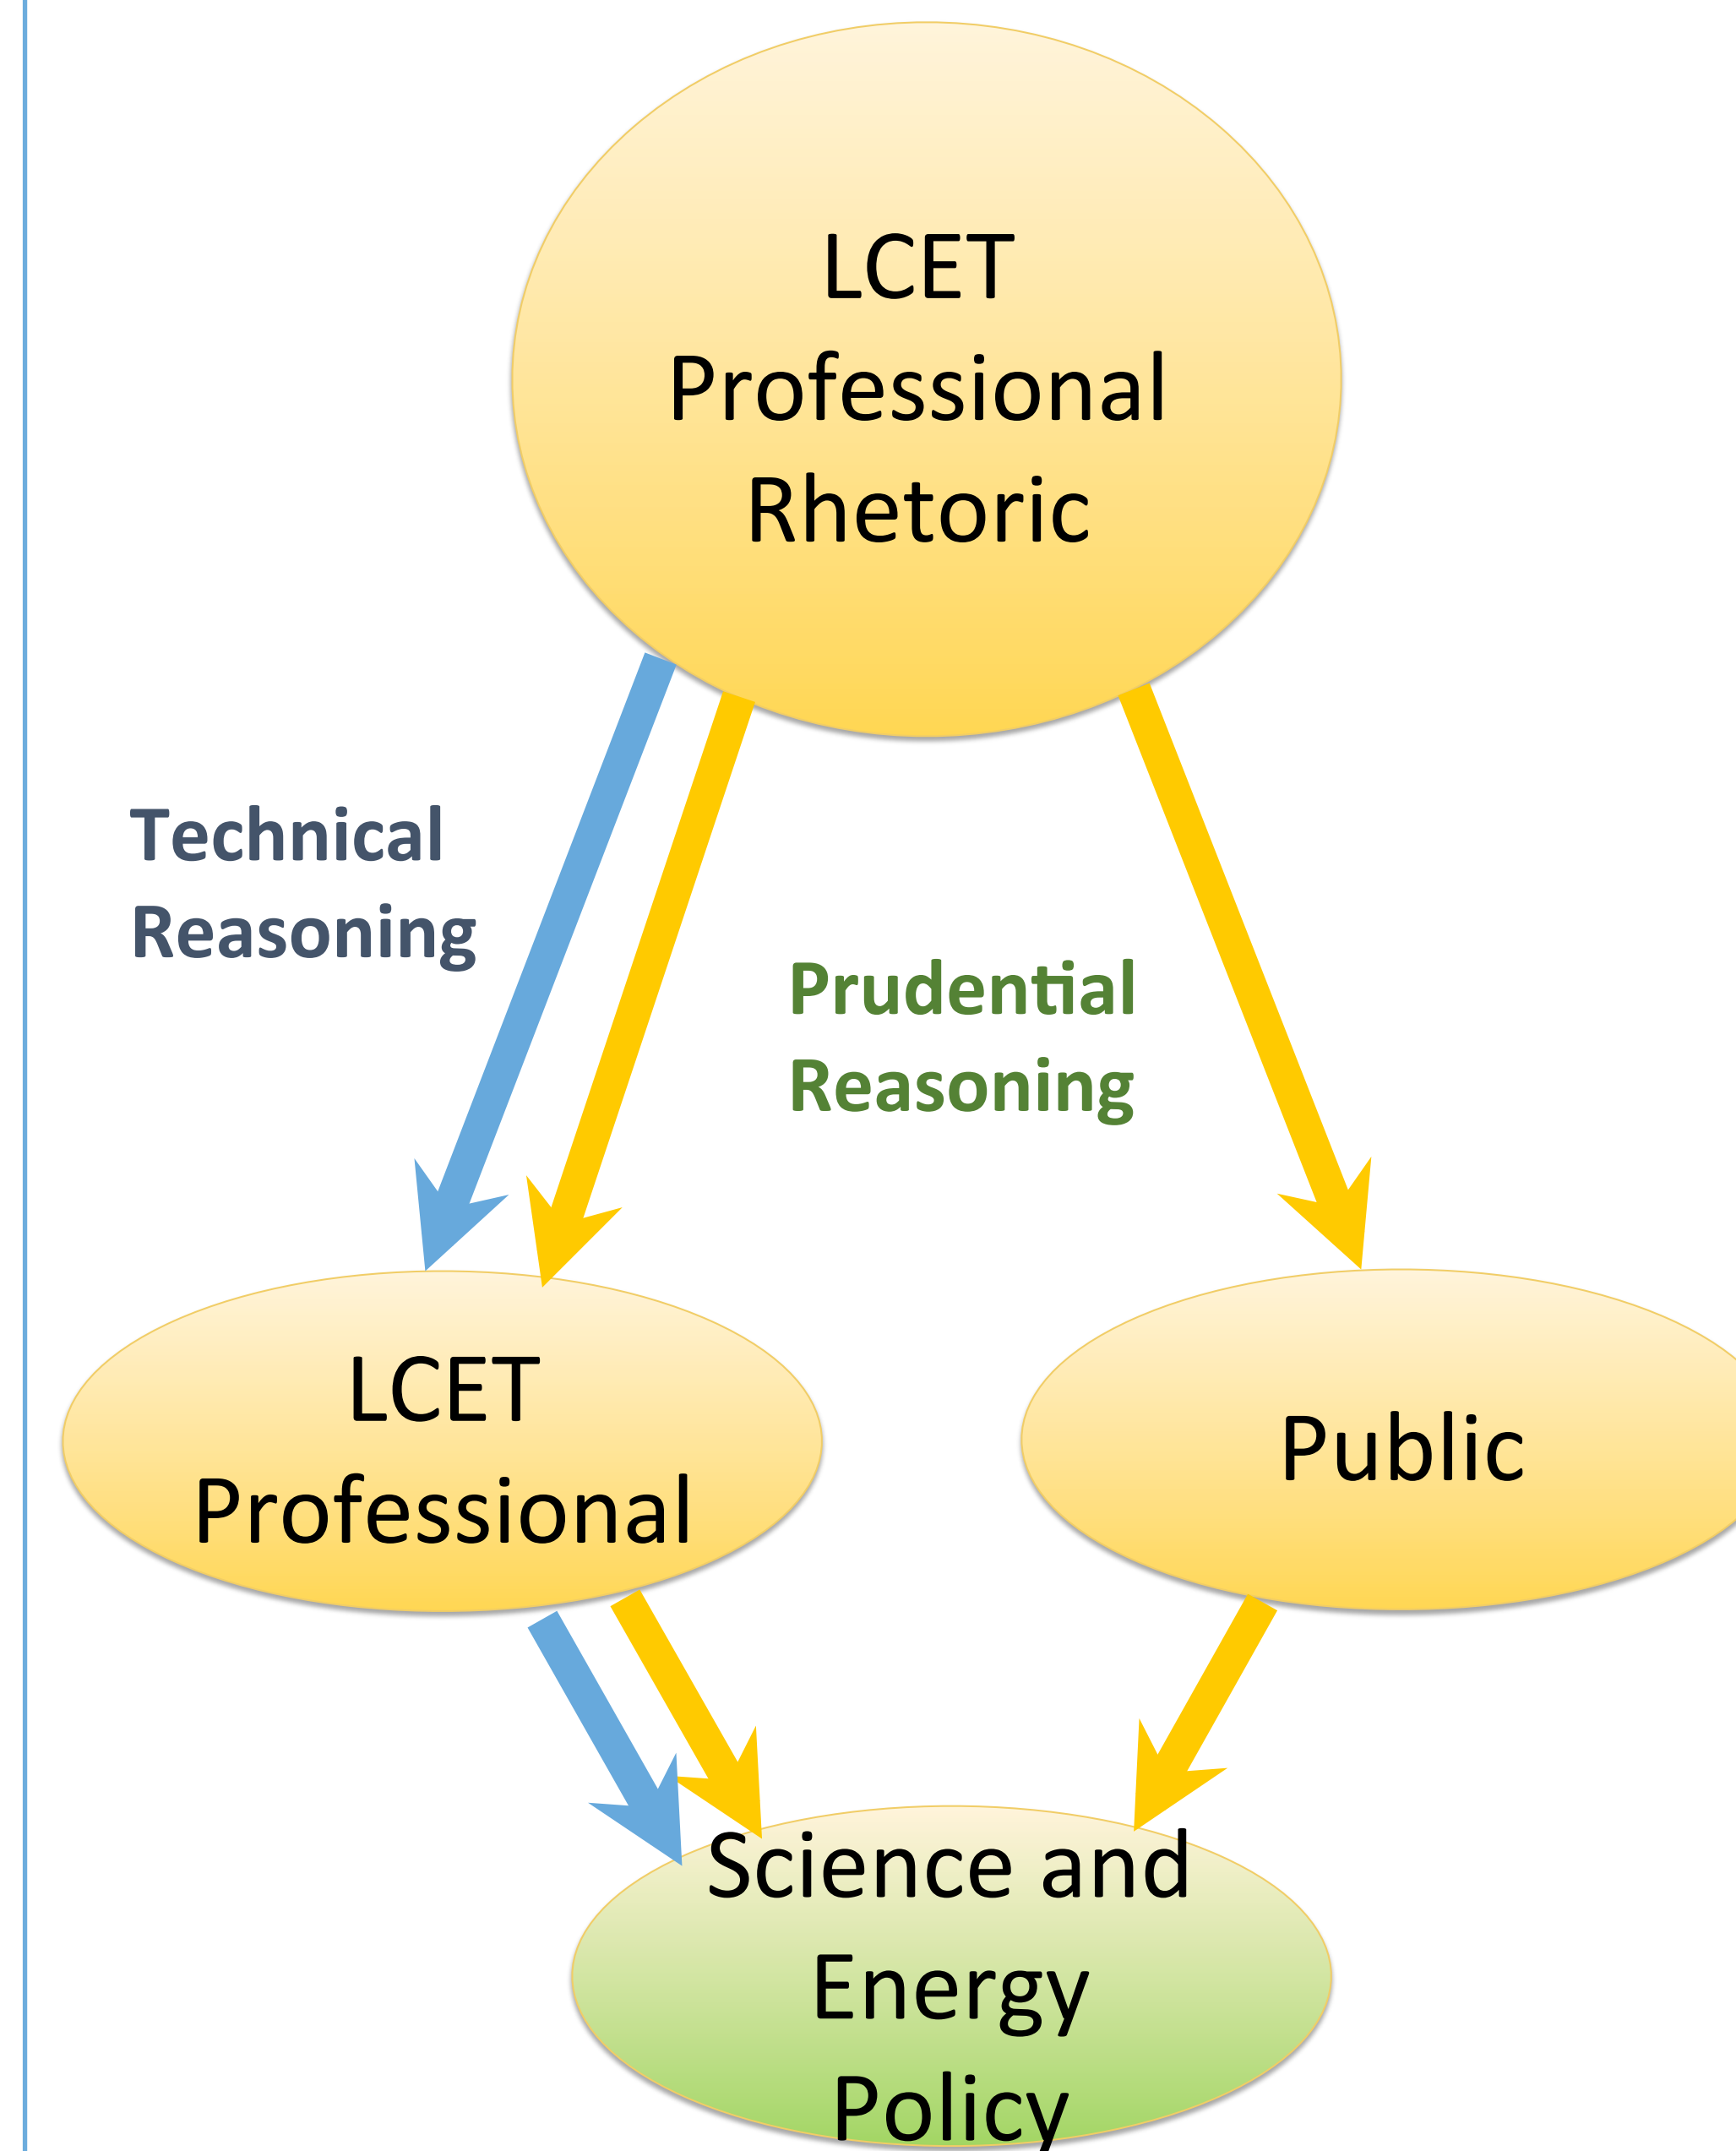 LCET
Professional
Rhetoric
Technical
Reasoning
Prudential
Reasoning
LCET
Professional
Public
Science and
Energy
Policy